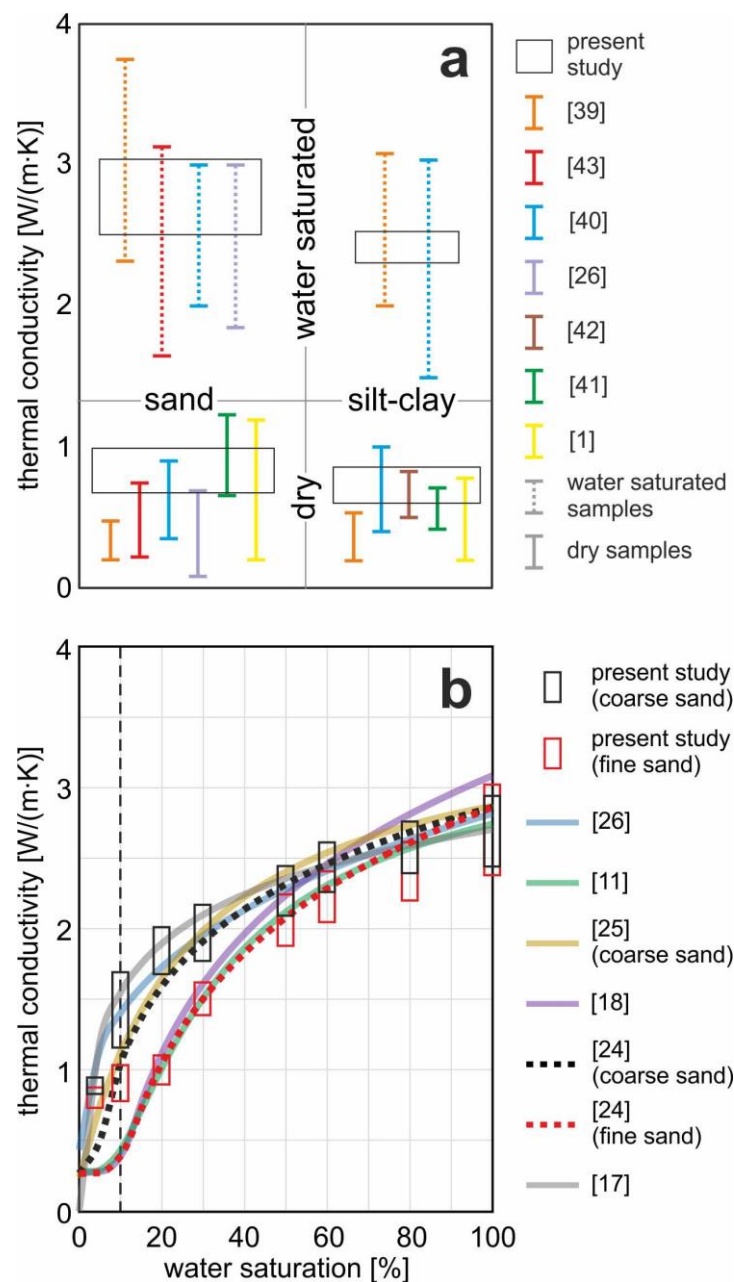 4
3
2
1
0
thermal conductivity [W/(m·K)]
a
water saturated
sand
silt-clay
dry
present
study
[39]
[43]
[40]
[26]
[42]
[41]
[1]
water saturated
samples
dry samples
4
3
2
1
0
thermal conductivity [W/(m·K)]
b
20
40
60
80
100
water saturation [%]
present study
(coarse sand)
present study
(fine sand)
[26]
[11]
[25]
(coarse sand)
[18]
[24]
(coarse sand)
[24]
(fine sand)
[17]